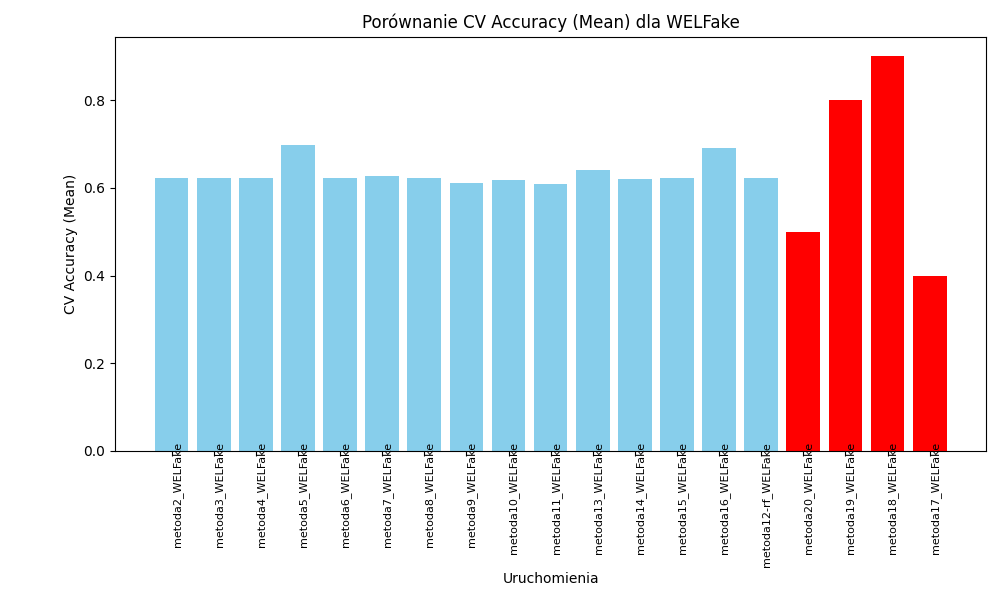 Porównanie CV Accuracy (Mean) dla WELFake
CV Accuracy (Mean)
0.8
0.6
0.4
0.2
0.0
metoda2_WELFake
metoda3_WELFake
metoda4_WELFake
metoda5_WELFake
metoda6_WELFake
metoda7_WELFake
metoda8_WELFake
metoda9_WELFake
metoda10_WELFake
metoda11_WELFake
metoda13_WELFake
metoda14_WELFake
metoda15_WELFake
metoda16_WELFake
metoda12-rf_WELFake
metoda20_WELFake
metoda19_WELFake
metoda18_WELFake
metoda17_WELFake
Uruchomienia